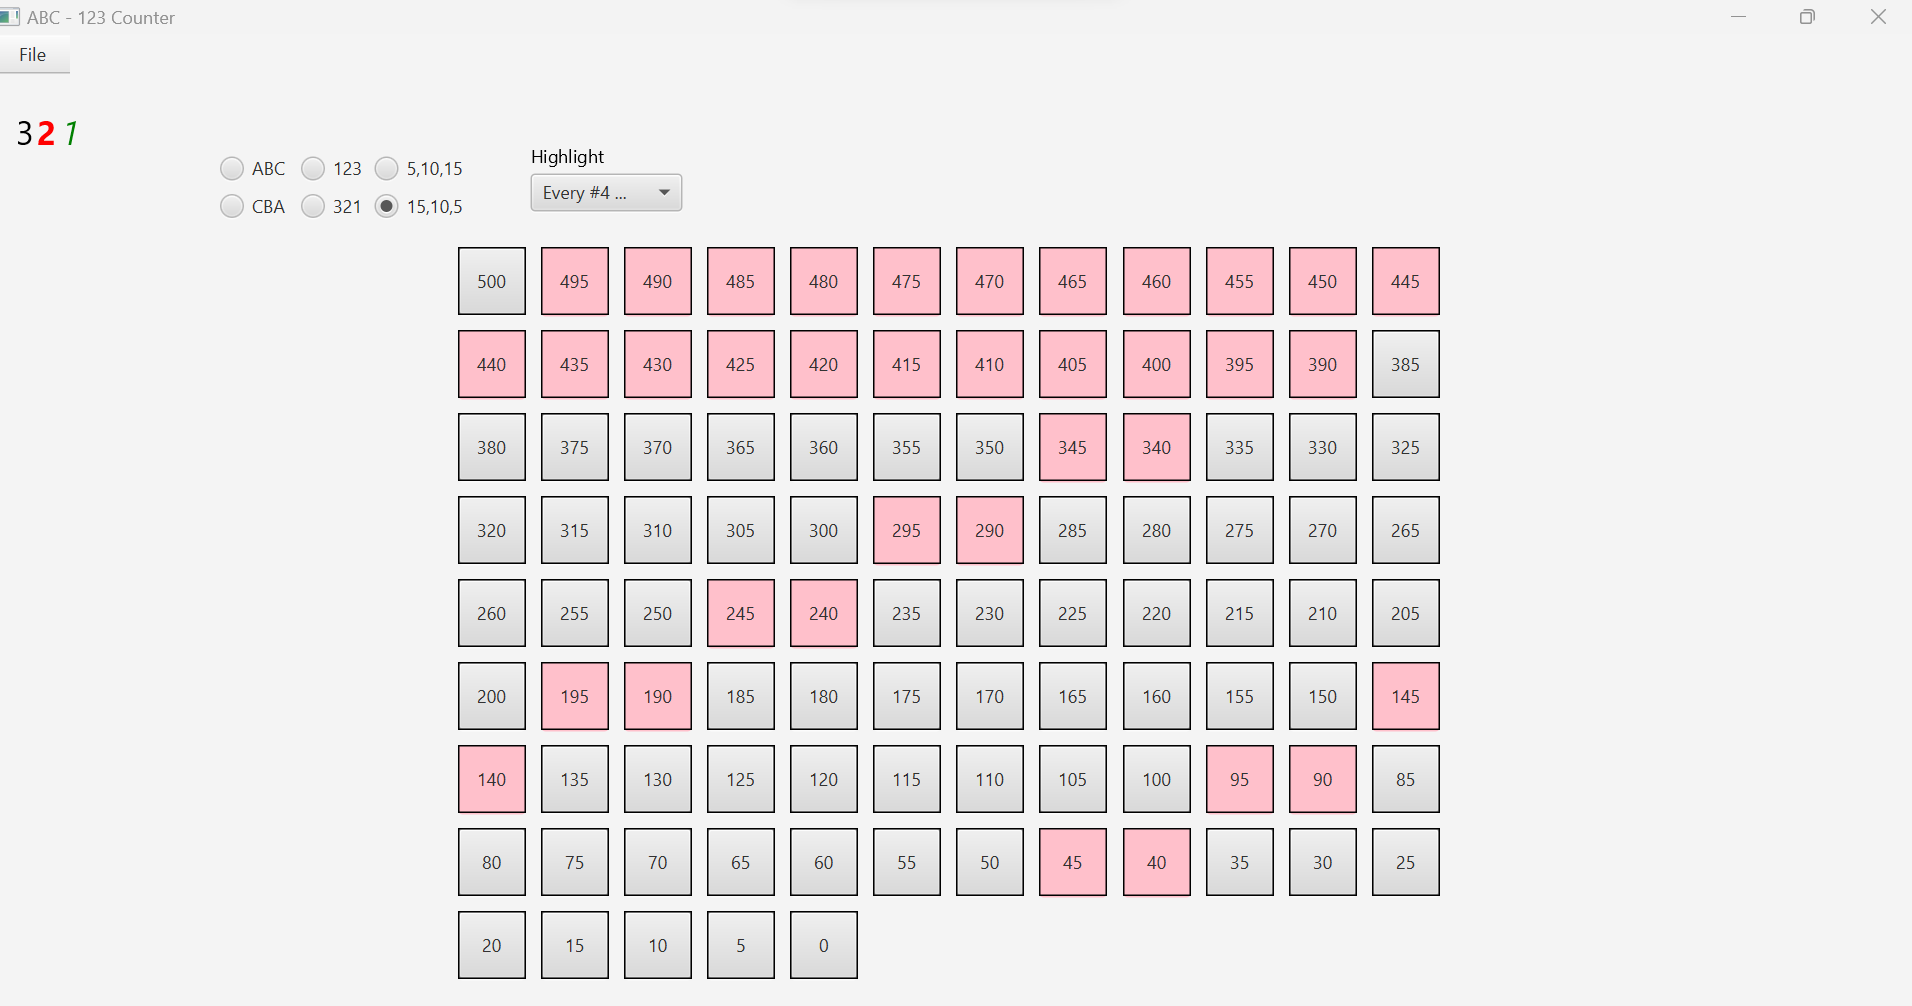 ABC - 123 Counter
File
3 2 1
Highlight
ABC 123 5,10,15
Every #4 ...
CBA 321 15,10,5
500 495 490 485 480 475 470 465 460 455 450 445
440 435 430 425 420 415 410 405 400 395 390 385
380 375 370 365 360 355 350 345 340 335 330 325
320 315 310 305 300 295 290 285 280 275 270 265
260 255 250 245 240 235 230 225 220 215 210 205
200 195 190 185 180 175 170 165 160 155 150 145
140 135 130 125 120 115 110 105 100 95 90 85
80 75 70 65 60 55 50 45 40 35 30 25
20 15 10 5 0